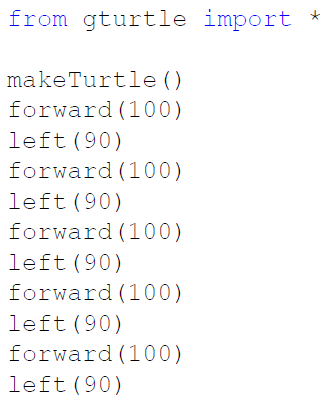 from gturtle import *
makeTurtle()
forward(100)
left(90)
forward(100)
left(90)
forward(100)
left(90)
forward(100)
left(90)
forward(100)
left(90)